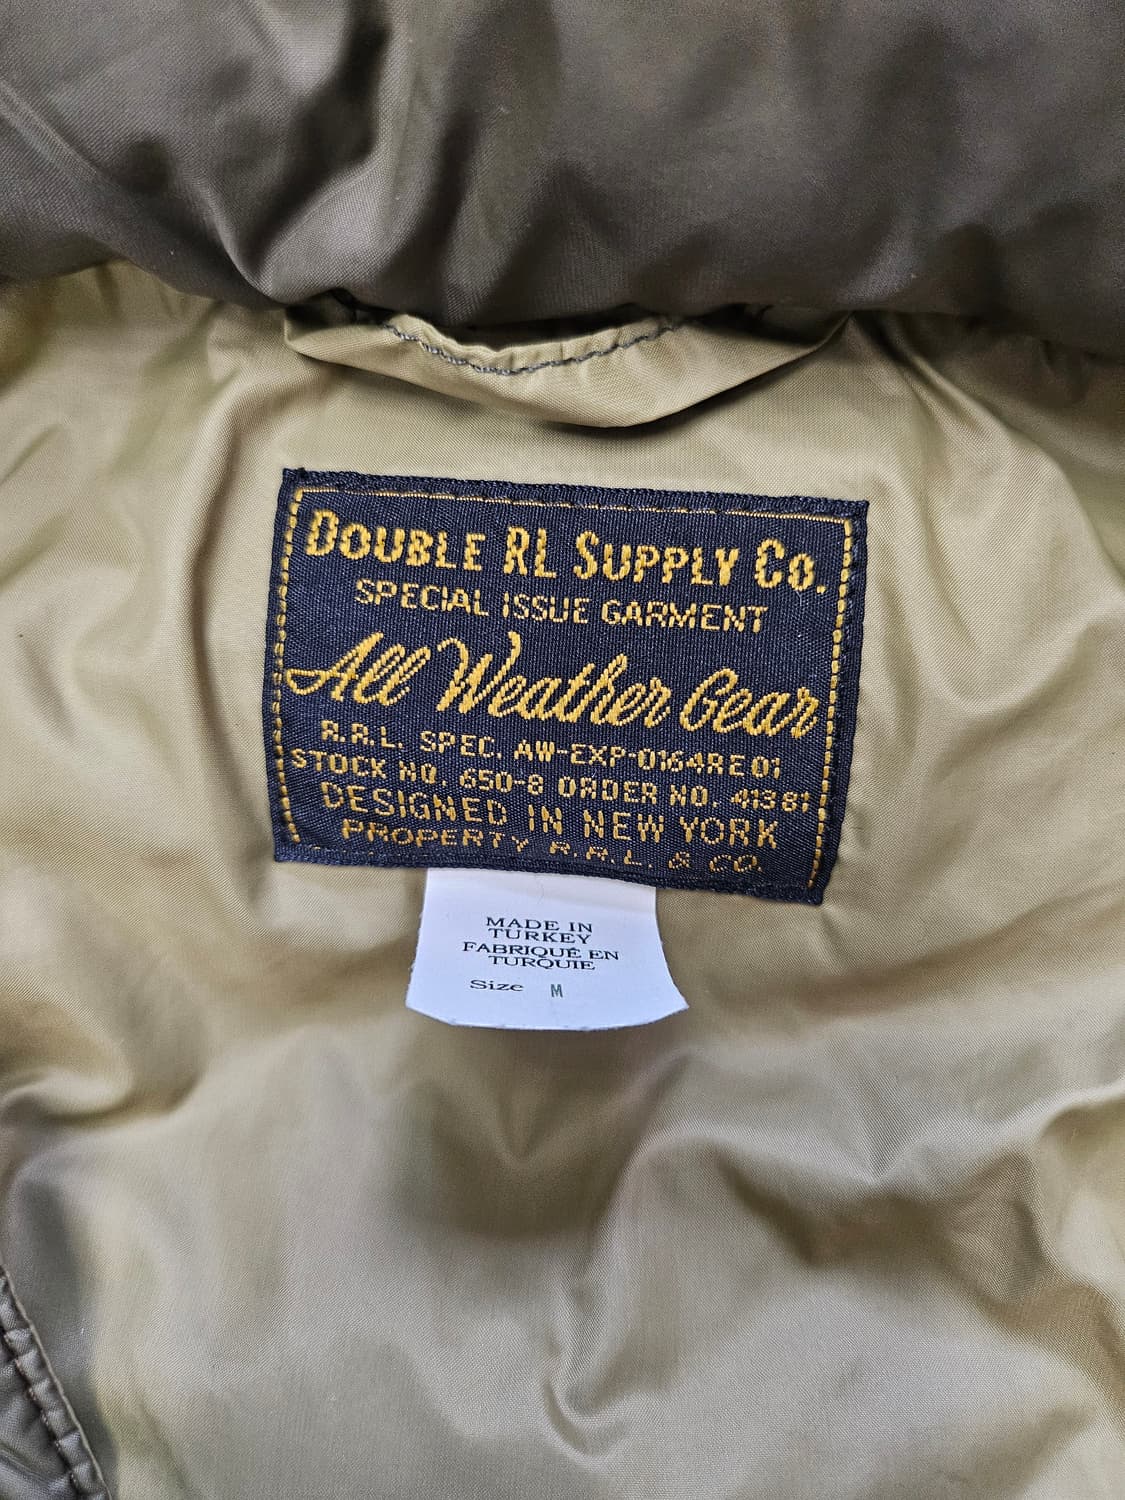 DOUBLE RL SUPPLY CO.
SPECIAL ISSUE GARMENT
All Weather Gear
R.R.L. SPEC. AW-EXP-0164RE01
STOCK NO. 650-8 ORDER NO. 41381
DESIGNED IN NEW YORK
PROPERTY R.R.L. & CO.
MADE IN
TURKEY
FABRIQUÉ EN
TURQUIE
Size M